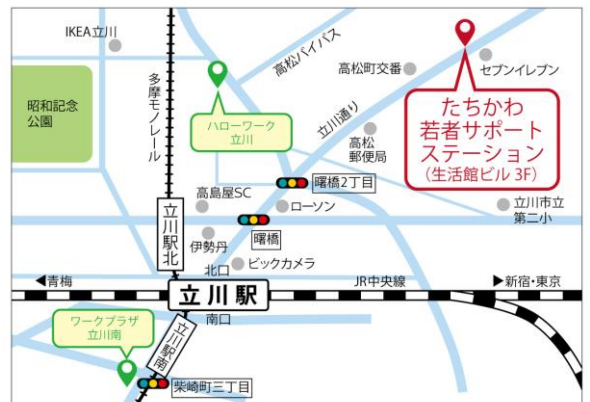 IKEA立川
高松バイパス
多摩モノレール
高松町交番
セブンイレブン
昭和記念
公園
ハローワーク
立川
立川通り
高松
郵便局
たちかわ
若者サポート
ステーション
(生活館ビル 3F)
曙橋2丁目
高島屋SC
ローソン
立川市立
第二小
立川駅北
伊勢丹
曙橋
北口
ビックカメラ
◀青梅
立川駅
JR中央線
▶新宿・東京
ワークプラザ
立川南
南口
立川駅南
柴崎町三丁目